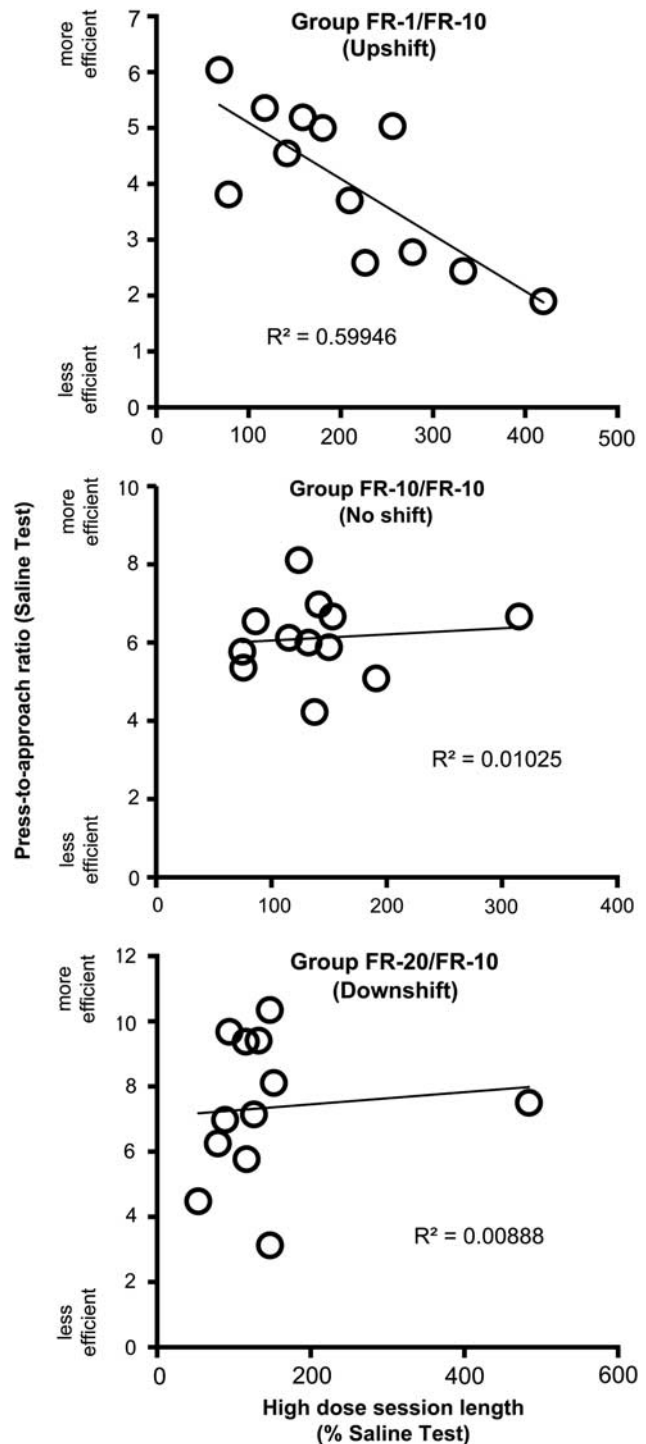 Press-to-approach ratio (Saline Test)
Group FR-1/FR-10
(Upshift)
more
efficient
less
efficient
7
6
5
4
3
2
1
0
R² = 0.59946
0 100 200 300 400 500
Group FR-10/FR-10
(No shift)
more
efficient
less
efficient
10
8
6
4
2
0
R² = 0.01025
0 100 200 300 400
Group FR-20/FR-10
(Downshift)
more
efficient
less
efficient
12
10
8
6
4
2
0
R² = 0.00888
0 200 400 600
High dose session length
(% Saline Test)